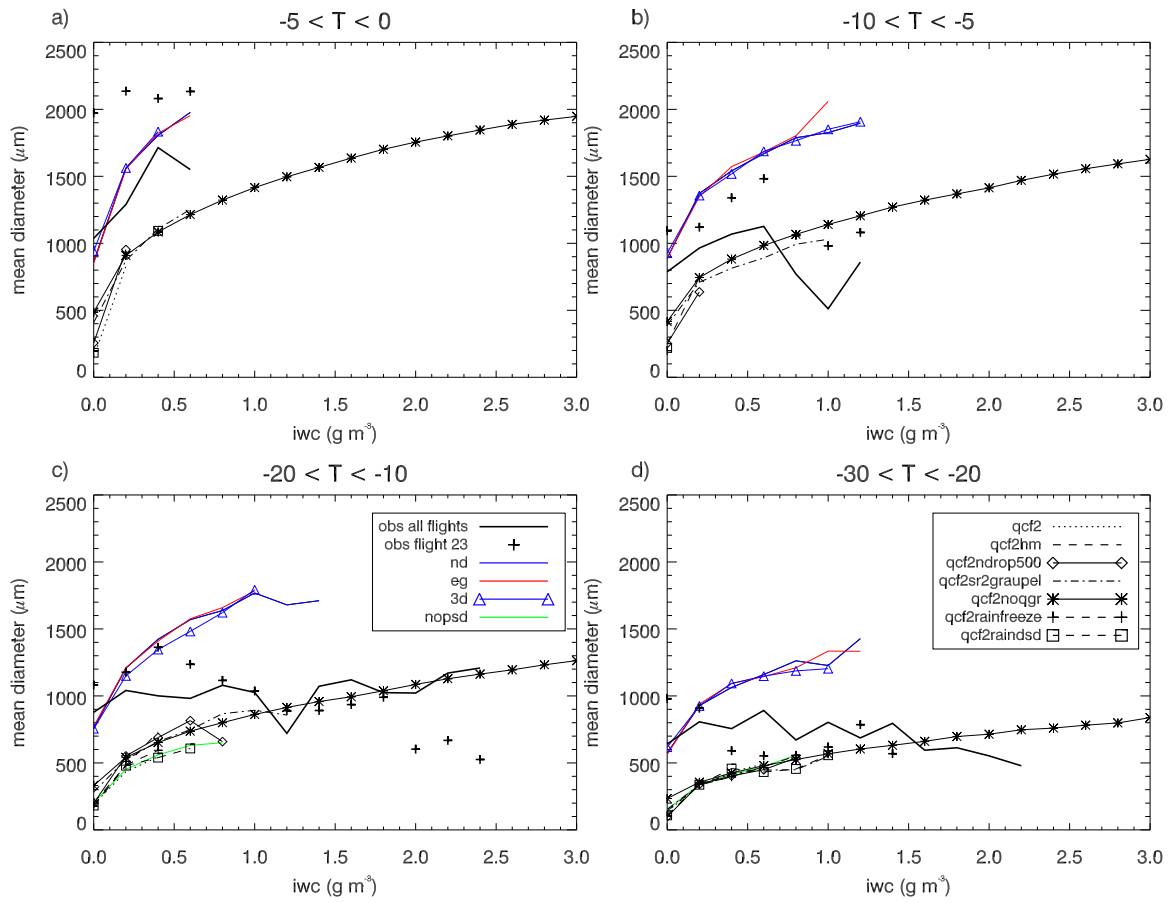 a) -5 < T < 0
2500
2000
1500
1000
500
0
mean diameter (μm)
0.0 0.5 1.0 1.5 2.0 2.5 3.0
iwc (g m⁻³)
b) -10 < T < -5
2500
2000
1500
1000
500
0
mean diameter (μm)
0.0 0.5 1.0 1.5 2.0 2.5 3.0
iwc (g m⁻³)
c) -20 < T < -10
2500
2000
1500
1000
500
0
mean diameter (μm)
obs all flights
obs flight 23
nd
eg
3d
nopsd
0.0 0.5 1.0 1.5 2.0 2.5 3.0
iwc (g m⁻³)
d) -30 < T < -20
2500
2000
1500
1000
500
0
mean diameter (μm)
qcf2
qcf2hm
qcf2ndrop500
qcf2sr2graupel
qcf2noqgr
qcf2rainfreeze
qcf2raindsd
0.0 0.5 1.0 1.5 2.0 2.5 3.0
iwc (g m⁻³)